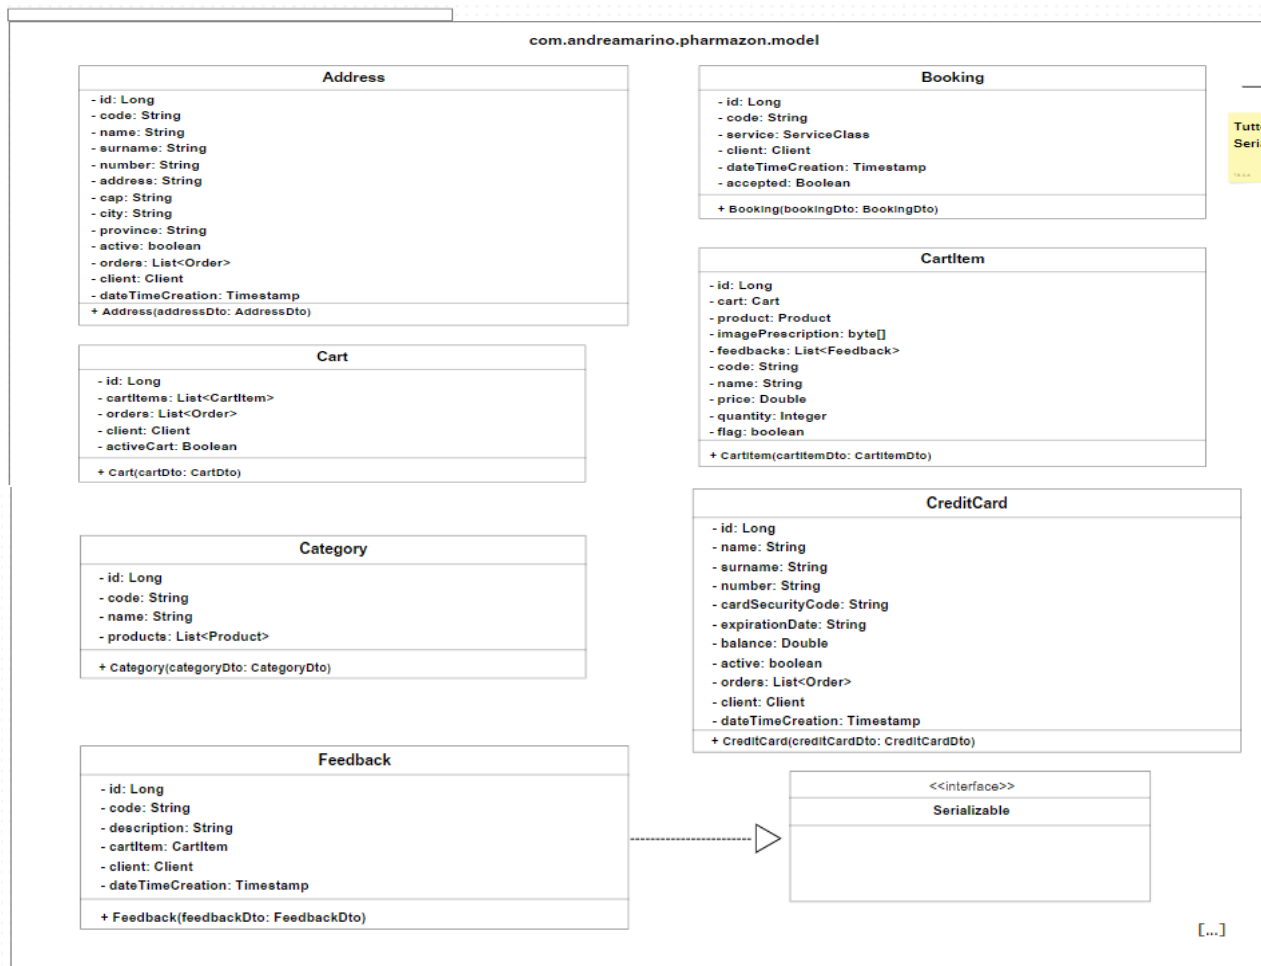 com.andreamarino.pharmazon.model
Address
- id: Long
- code: String
- name: String
- surname: String
- number: String
- address: String
- cap: String
- city: String
- province: String
- active: boolean
- orders: List<Order>
- client: Client
- dateTimeCreation: Timestamp
+ Address(addressDto: AddressDto)
Booking
- id: Long
- code: String
- service: ServiceClass
- client: Client
- dateTimeCreation: Timestamp
- accepted: Boolean
+ Booking(bookingDto: BookingDto)
Tutt
Seri
Cart
- id: Long
- cartItems: List<CartItem>
- orders: List<Order>
- client: Client
- activeCart: Boolean
+ Cart(cartDto: CartDto)
CartItem
- id: Long
- cart: Cart
- product: Product
- imagePrescription: byte[]
- feedbacks: List<Feedback>
- code: String
- name: String
- price: Double
- quantity: Integer
- flag: boolean
+ CartItem(cartItemDto: CartItemDto)
Category
- id: Long
- code: String
- name: String
- products: List<Product>
+ Category(categoryDto: CategoryDto)
CreditCard
- id: Long
- name: String
- surname: String
- number: String
- cardSecurityCode: String
- expirationDate: String
- balance: Double
- active: boolean
- orders: List<Order>
- client: Client
- dateTimeCreation: Timestamp
+ CreditCard(creditCardDto: CreditCardDto)
Feedback
- id: Long
- code: String
- description: String
- cartItem: CartItem
- client: Client
- dateTimeCreation: Timestamp
+ Feedback(feedbackDto: FeedbackDto)
<<interface>>
Serializable
[...]